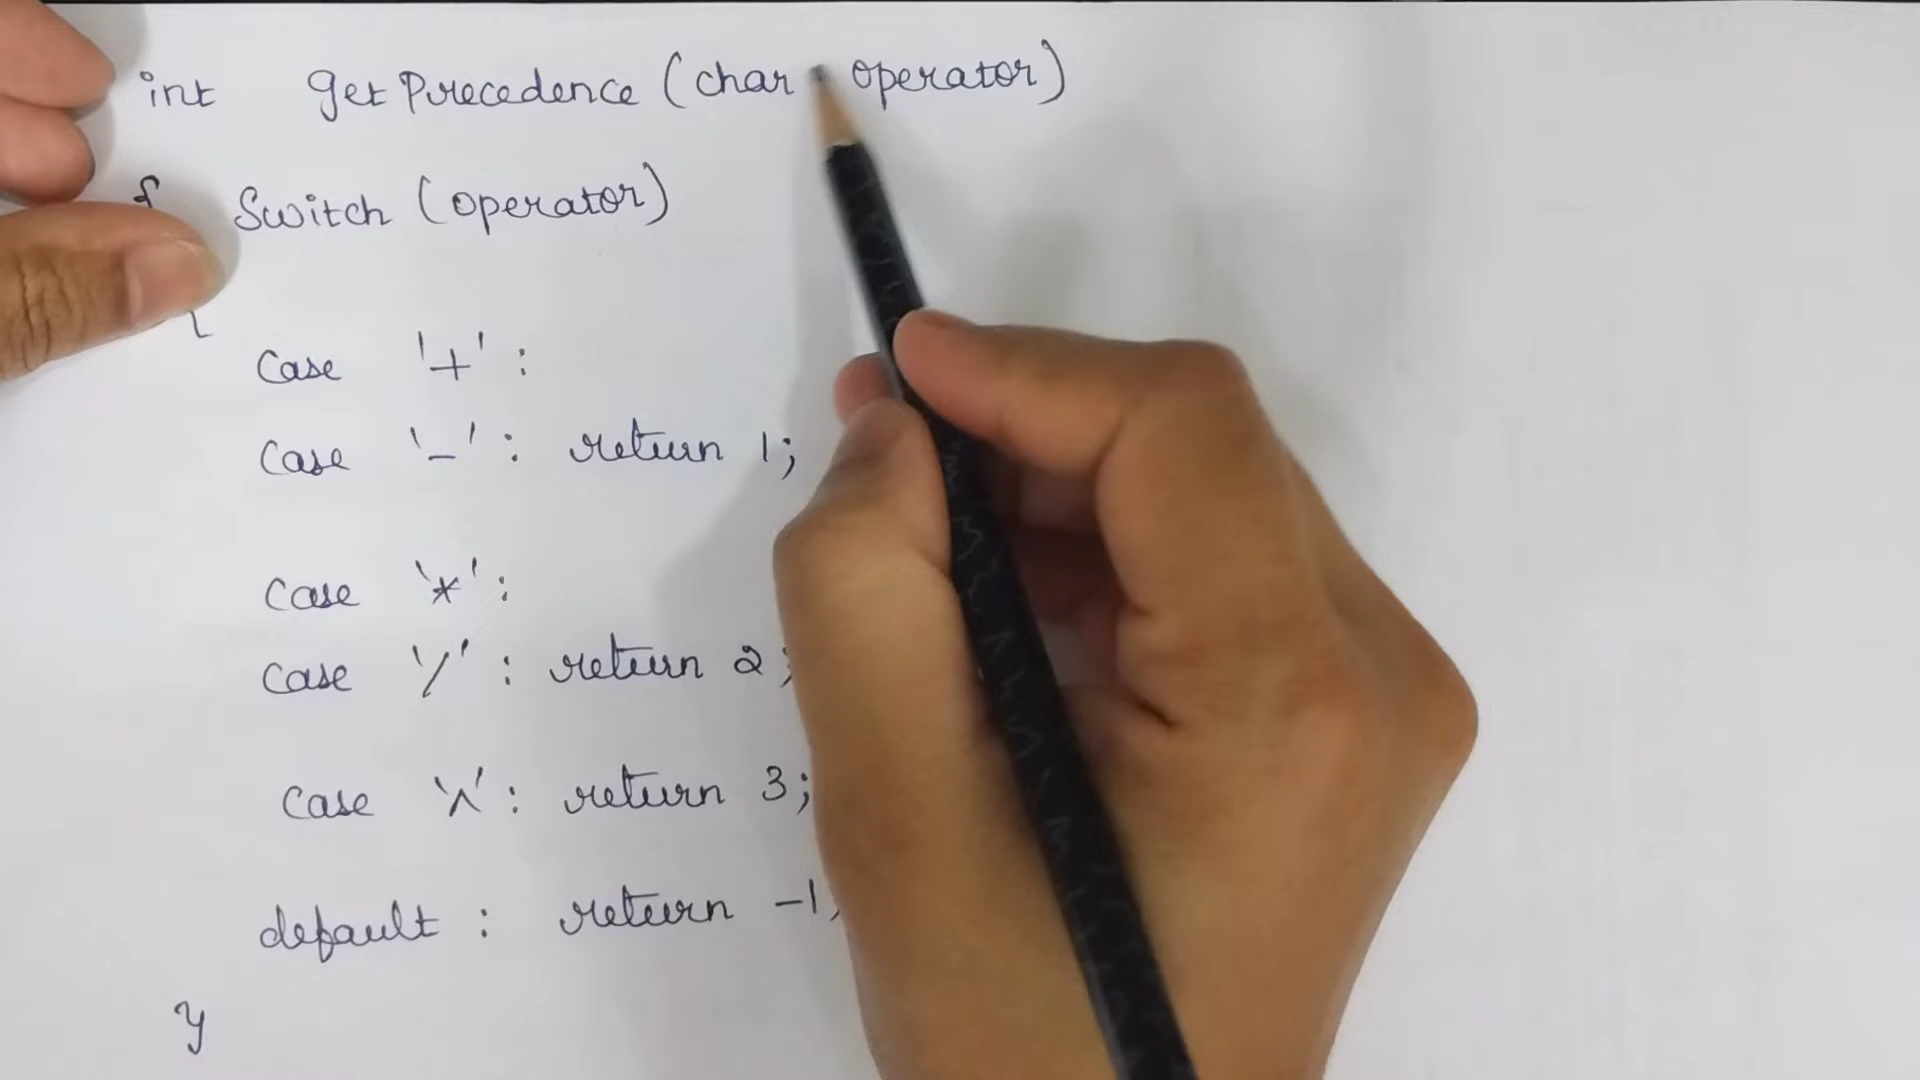 int getPrecedence (char operator)
{ Switch (operator)
{
Case '+' :
Case '-' : return 1;
Case '*' :
Case '/' : return 2;
Case '^' : return 3;
default : return -1;
}